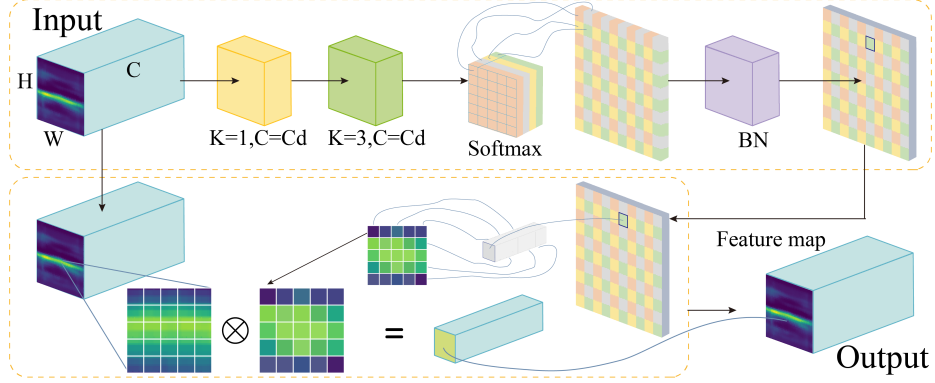 Input
H
C
W
K=1,C=Cd
K=3,C=Cd
Softmax
BN
Feature map
=
Output